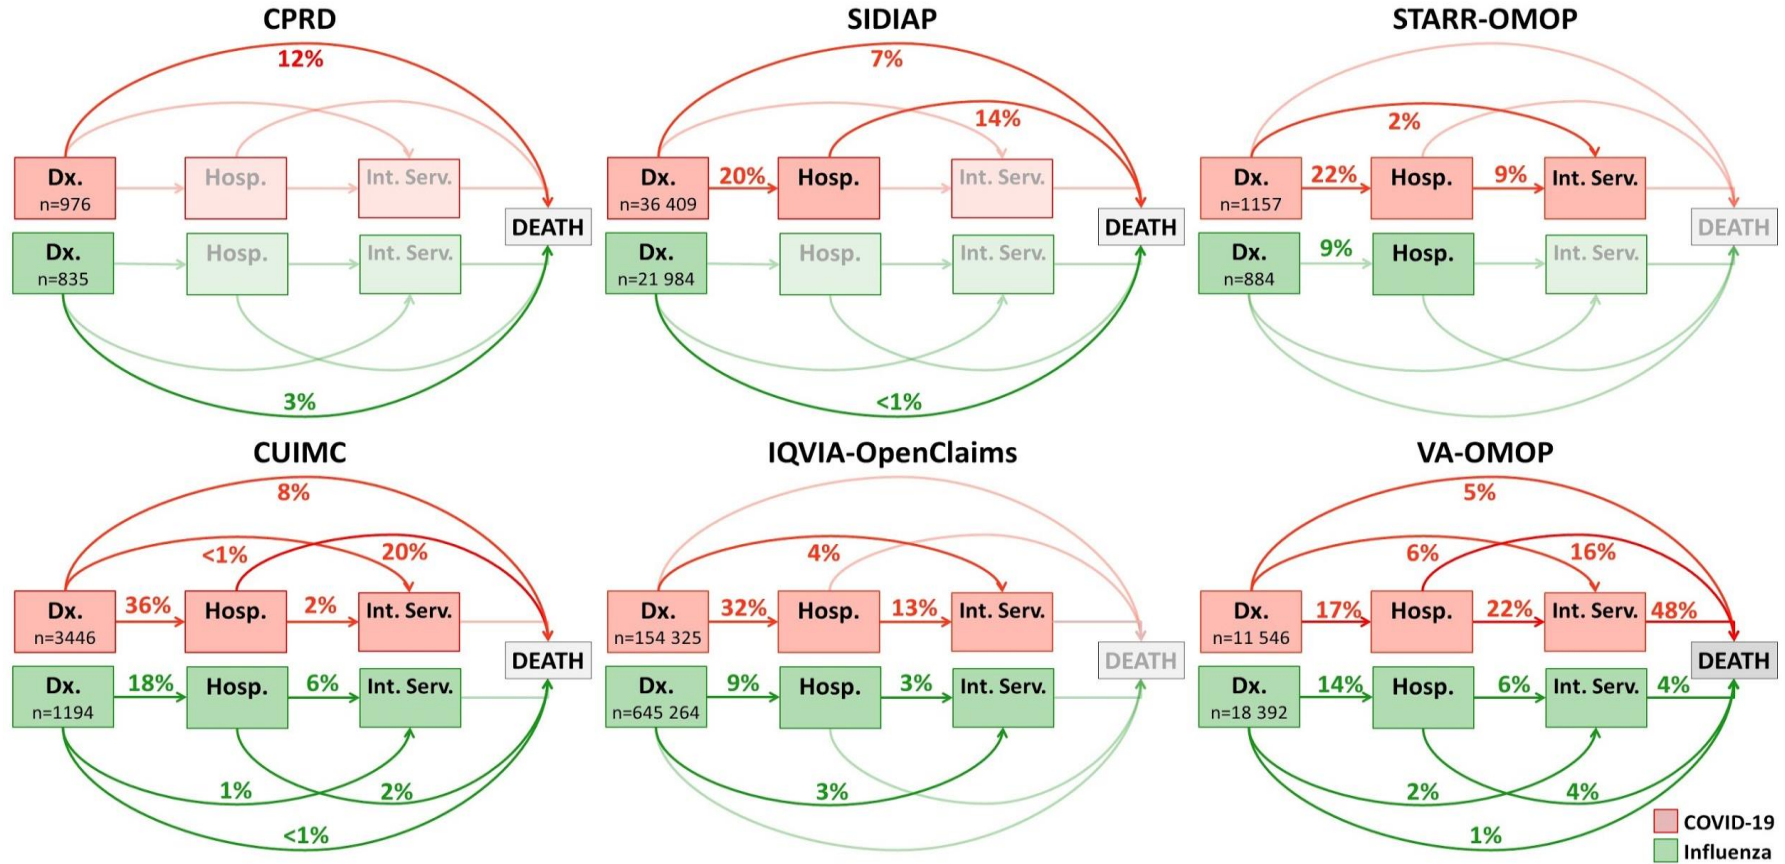 CPRD
12%
Dx.
n=976
Hosp.
Int. Serv.
DEATH
Dx.
n=835
Hosp.
Int. Serv.
3%
SIDIAP
7%
14%
Dx.
n=36 409
20%
Hosp.
Int. Serv.
DEATH
Dx.
n=21 984
Hosp.
Int. Serv.
<1%
STARR-OMOP
2%
Dx.
n=1157
22%
Hosp.
9%
Int. Serv.
DEATH
Dx.
n=884
9%
Hosp.
Int. Serv.
CUIMC
8%
<1%
20%
Dx.
n=3446
36%
Hosp.
2%
Int. Serv.
DEATH
Dx.
n=1194
18%
Hosp.
6%
Int. Serv.
1%
2%
<1%
IQVIA-OpenClaims
4%
Dx.
n=154 325
32%
Hosp.
13%
Int. Serv.
DEATH
Dx.
n=645 264
9%
Hosp.
3%
Int. Serv.
3%
VA-OMOP
5%
6%
16%
Dx.
n=11 546
17%
Hosp.
22%
Int. Serv.
48%
DEATH
Dx.
n=18 392
14%
Hosp.
6%
Int. Serv.
4%
2%
4%
1%
COVID-19
Influenza